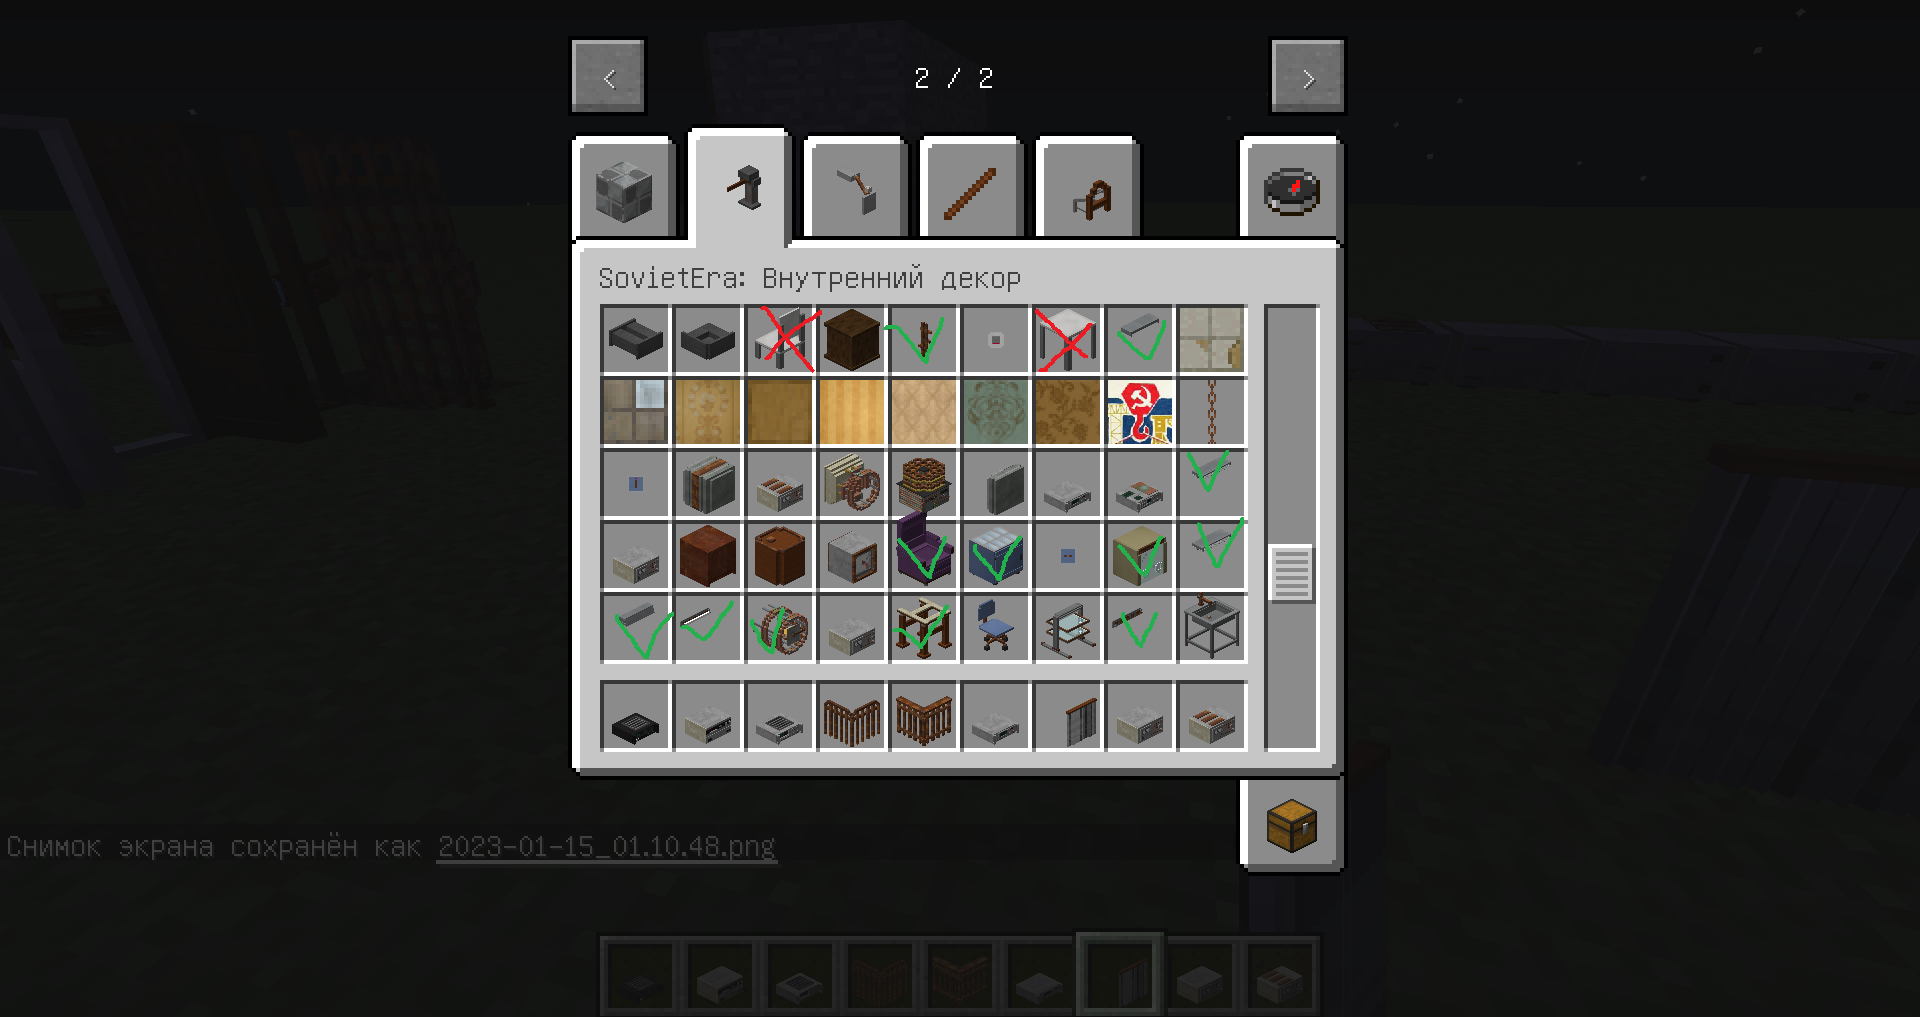 < 2 / 2 >
SovietEra: Внутренний декор
Снимок экрана сохранён как 2023-01-15_01.10.48.png